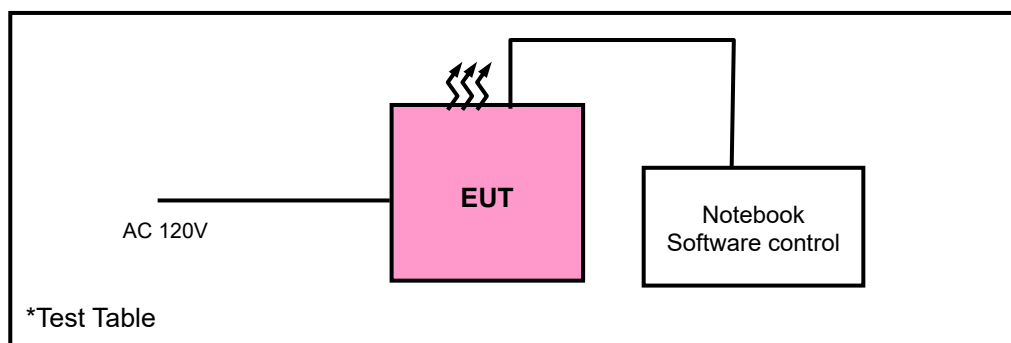 EUT
AC 120V
Notebook
Software control
*Test Table